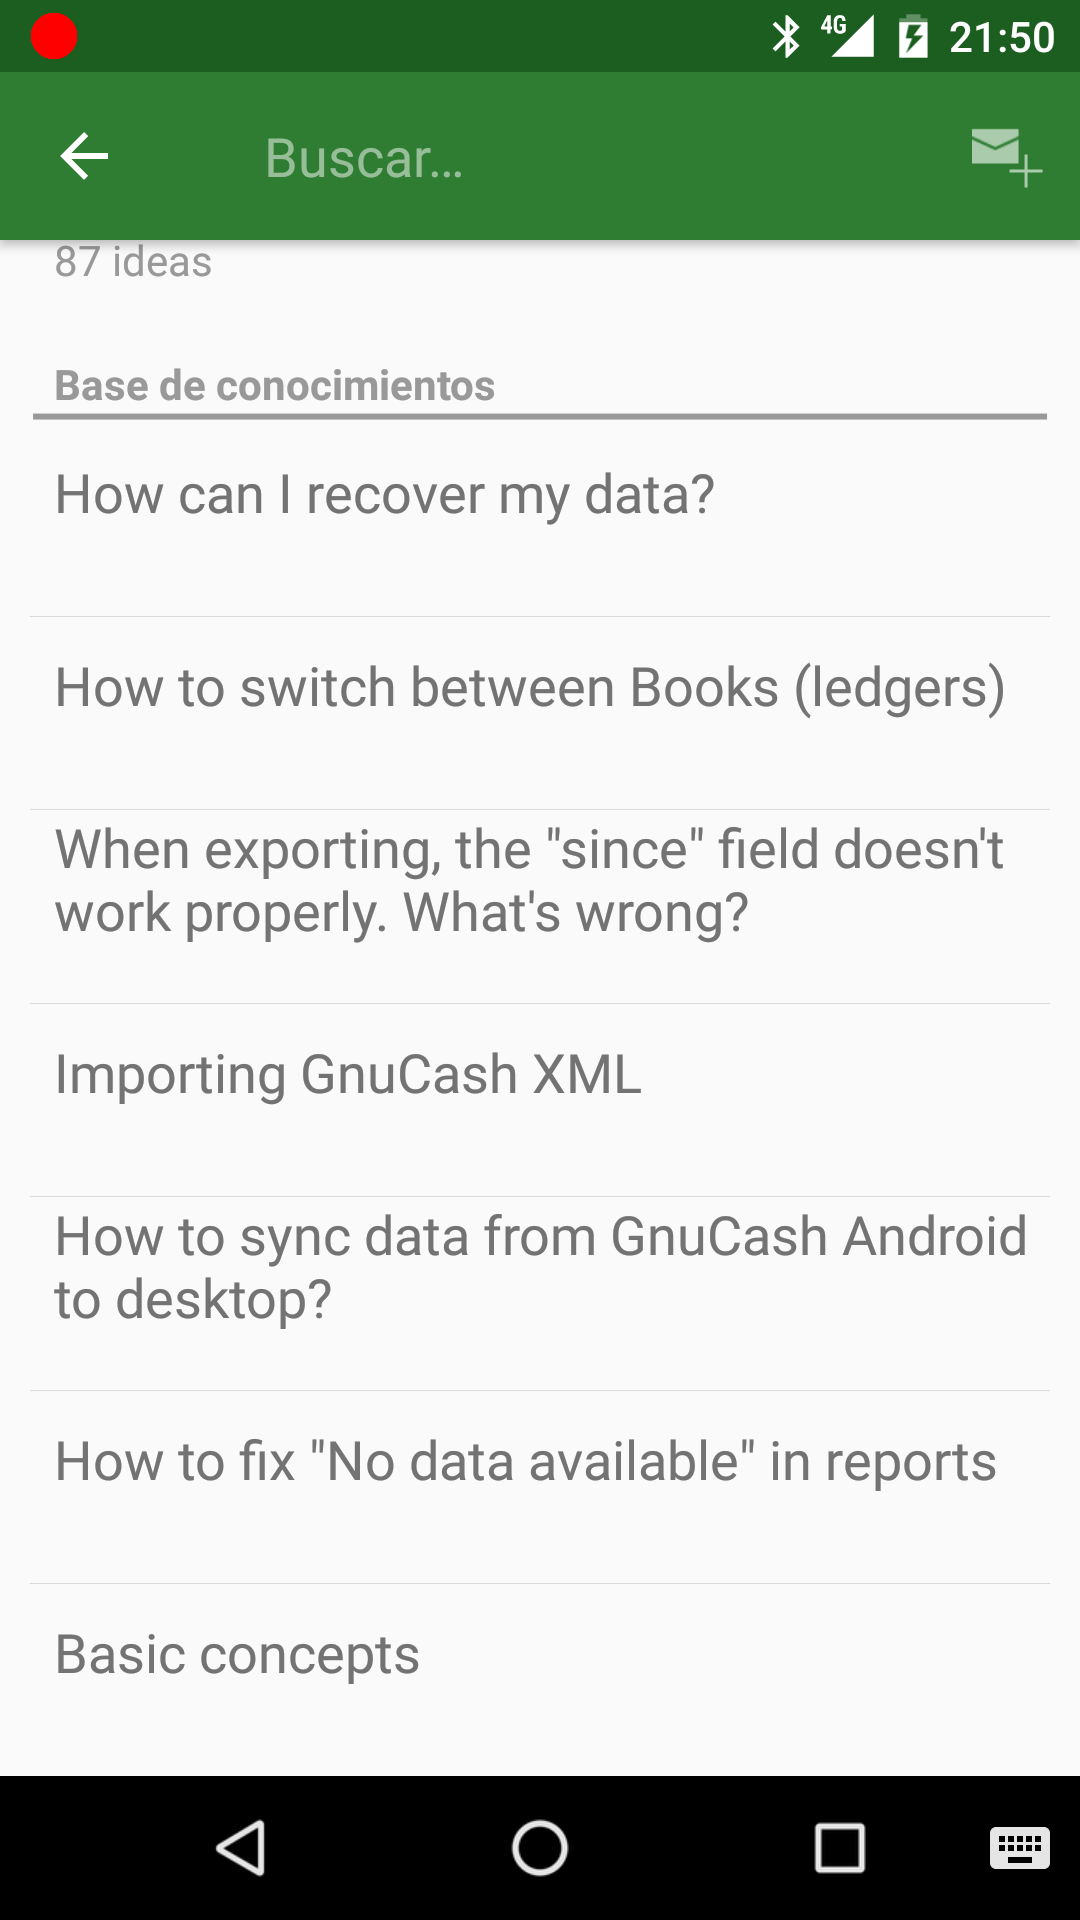 4G 21:50
Buscar…
87 ideas
Base de conocimientos
How can I recover my data?
How to switch between Books (ledgers)
When exporting, the "since" field doesn't
work properly. What's wrong?
Importing GnuCash XML
How to sync data from GnuCash Android
to desktop?
How to fix "No data available" in reports
Basic concepts